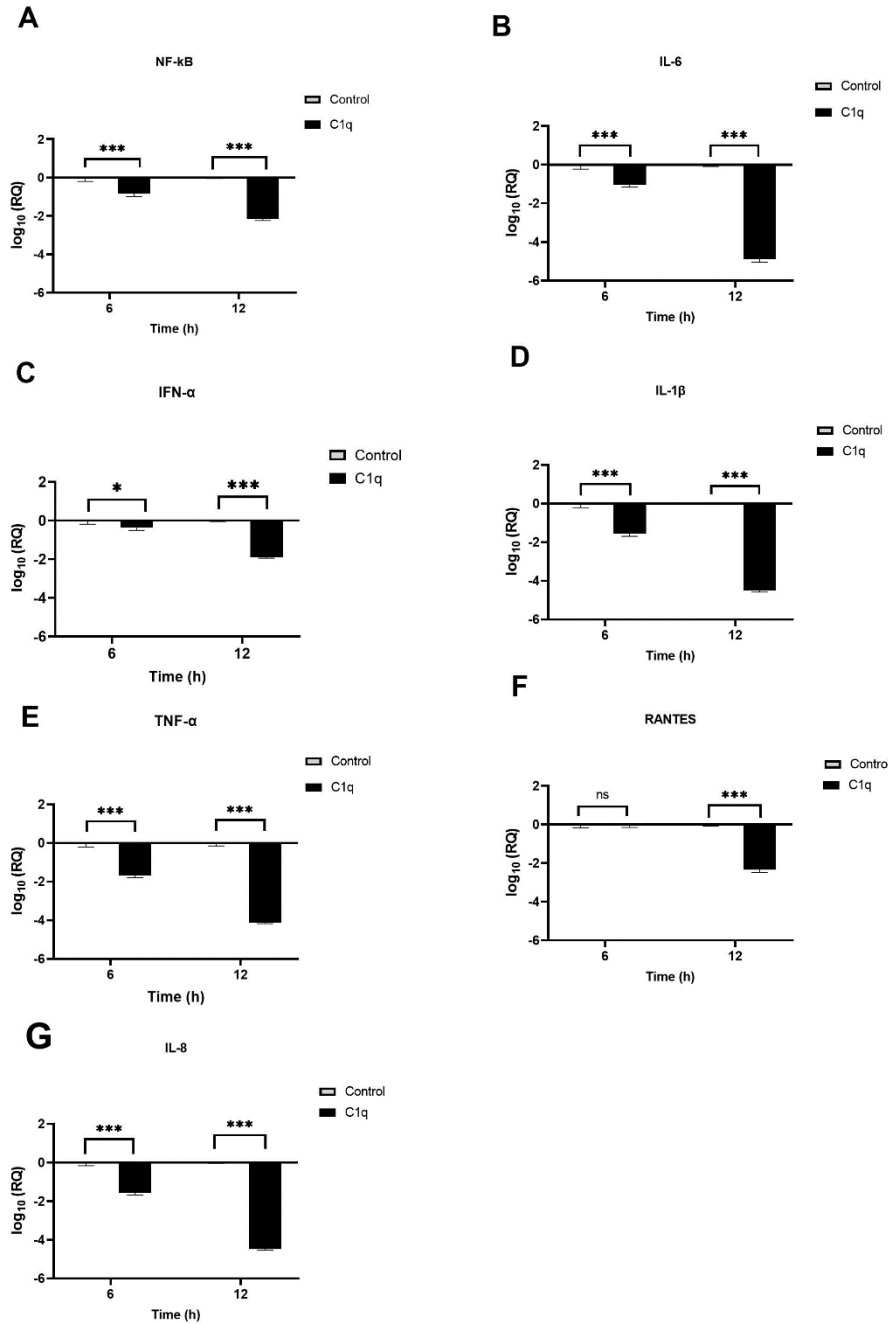 A
NF-kB
Control
C1q
***
***
2
0
-2
-4
-6
log10 (RQ)
6
12
Time (h)
B
IL-6
Control
C1q
***
***
2
0
-2
-4
-6
log10 (RQ)
6
12
Time (h)
C
IFN-α
Control
C1q
*
***
2
0
-2
-4
-6
log10 (RQ)
6
12
Time (h)
D
IL-1β
Control
C1q
***
***
2
0
-2
-4
-6
log10 (RQ)
6
12
Time (h)
E
TNF-α
Control
C1q
***
***
2
0
-2
-4
-6
log10 (RQ)
6
12
Time (h)
F
RANTES
Contro
C1q
ns
***
2
0
-2
-4
-6
log10 (RQ)
6
12
Time (h)
G
IL-8
Control
C1q
***
***
2
0
-2
-4
-6
log10 (RQ)
6
12
Time (h)